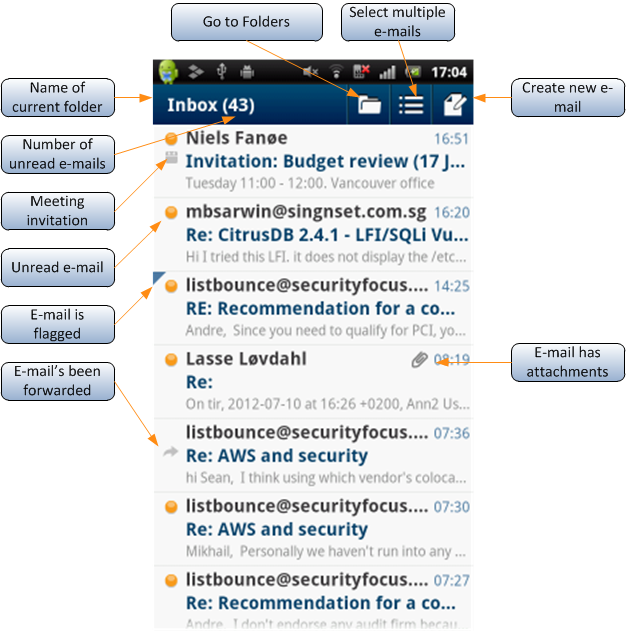 Go to Folders
Select multiple
e-mails
Name of
current folder
Create new e-
mail
Number of
unread e-mails
Meeting
invitation
Unread e-mail
E-mail is
flagged
E-mail's been
forwarded
E-mail has
attachments
17:04
Inbox (43)
Niels Fanøe 16:51
Invitation: Budget review (17 J...
Tuesday 11:00 - 12:00. Vancouver office
mbsarwin@singnset.com.sg 16:20
Re: CitrusDB 2.4.1 - LFI/SQLi Vu...
Hi I tried this LFI. it does not display the /etc...
listbounce@securityfocus.... 14:25
RE: Recommendation for a co...
Andre, Since you need to qualify for PCI, yo...
Lasse Løvdahl 08:19
Re:
On tir, 2012-07-10 at 16:26 +0200, Ann2 Us...
listbounce@securityfocus.... 07:36
Re: AWS and security
hi Sean, I think using which vendor's coloca...
listbounce@securityfocus.... 07:30
Re: AWS and security
Mikhail, Personally we haven't run into any ...
listbounce@securityfocus.... 07:27
Re: Recommendation for a co...
Andre, I don't endorse any audit firm becau...